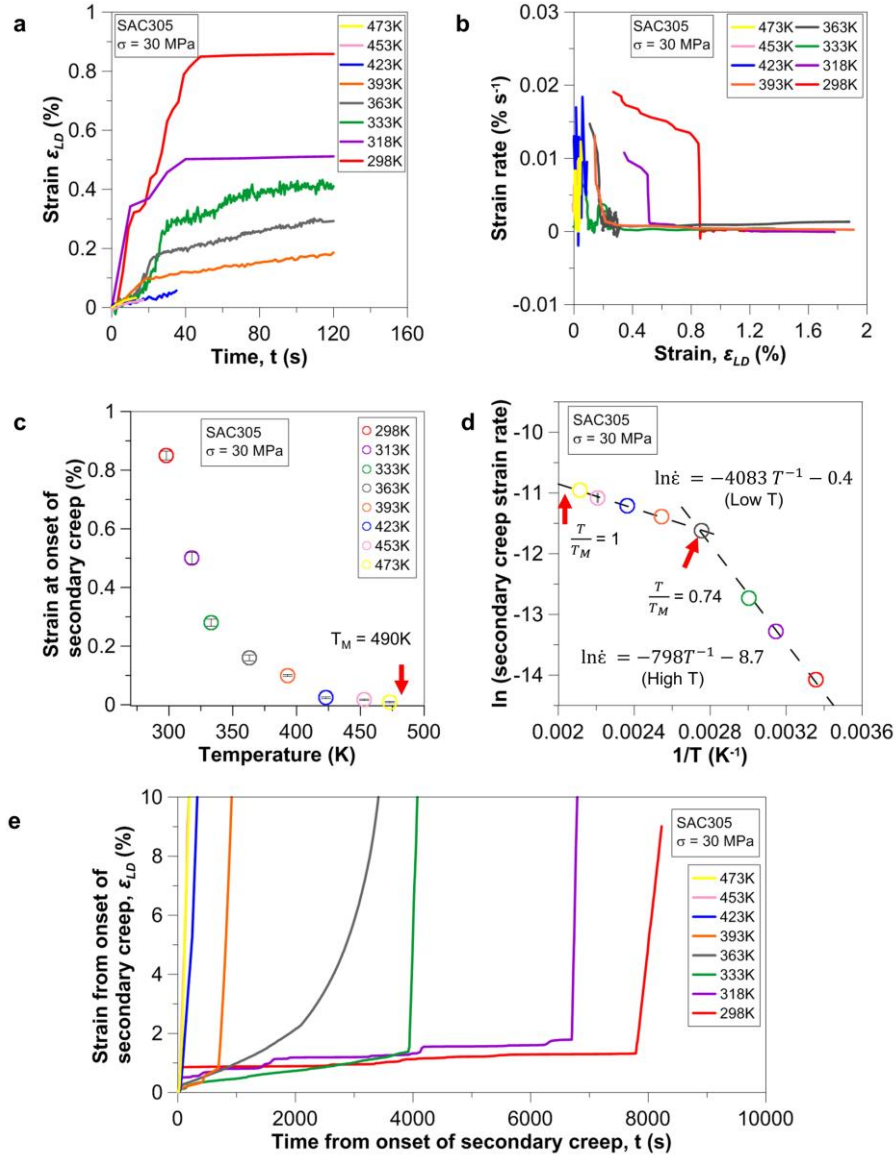 a
SAC305
σ = 30 MPa
473K
453K
423K
393K
363K
333K
318K
298K
1
0.8
0.6
0.4
0.2
0
Strain ε_LD (%)
0 40 80 120 160
Time, t (s)
b
SAC305
σ = 30 MPa
473K 363K
453K 333K
423K 318K
393K 298K
0.03
0.02
0.01
0
-0.01
Strain rate (% s⁻¹)
0 0.4 0.8 1.2 1.6 2
Strain, ε_LD (%)
c
SAC305
σ = 30 MPa
298K
313K
333K
363K
393K
423K
453K
473K
1
0.8
0.6
0.4
0.2
0
Strain at onset of
secondary creep (%)
T_M = 490K
300 350 400 450 500
Temperature (K)
d
SAC305
σ = 30 MPa
-10
-11
-12
-13
-14
ln (secondary creep strain rate)
lnε̇ = −4083 T⁻¹ − 0.4
(Low T)
T/T_M = 1
T/T_M = 0.74
lnε̇ = −798T⁻¹ − 8.7
(High T)
0.002 0.0024 0.0028 0.0032 0.0036
1/T (K⁻¹)
e
SAC305
σ = 30 MPa
473K
453K
423K
393K
363K
333K
318K
298K
10
8
6
4
2
0
Strain from onset of
secondary creep, ε_LD (%)
0 2000 4000 6000 8000 10000
Time from onset of secondary creep, t (s)